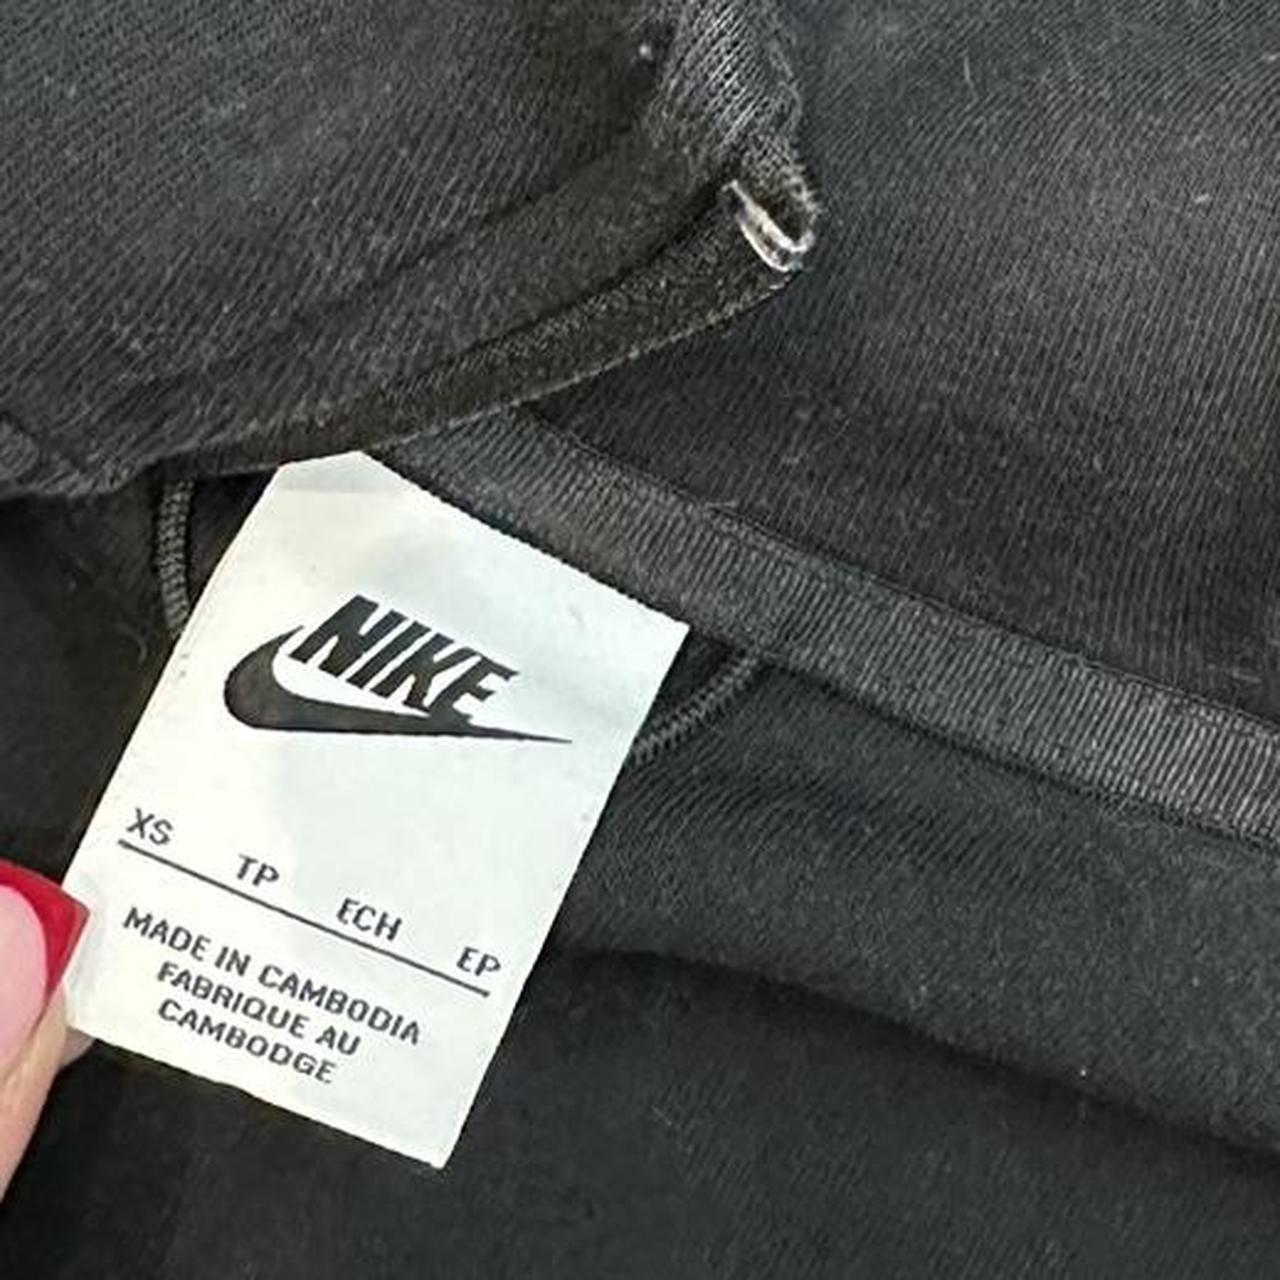 NIKE
XS TP ECH EP
MADE IN CAMBODIA
FABRIQUE AU
CAMBODGE